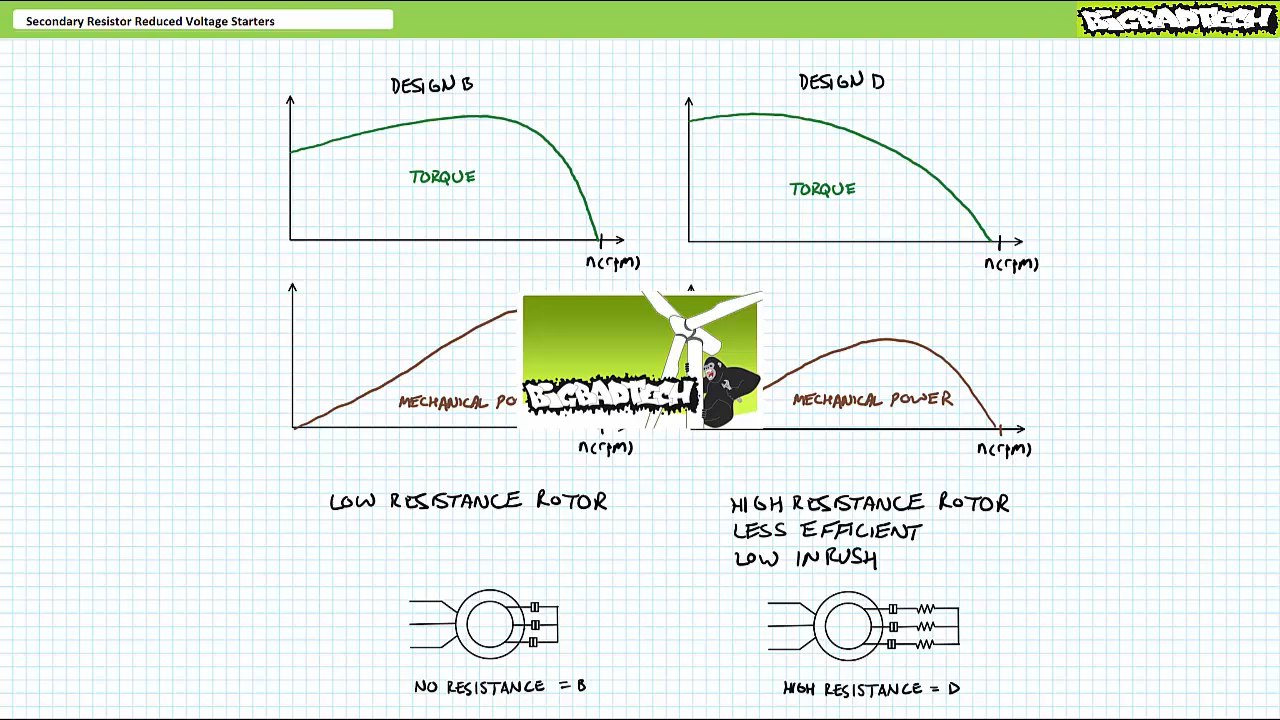 Secondary Resistor Reduced Voltage Starters
BIGBADTECH
DESIGN B
DESIGN D
TORQUE
TORQUE
n(rpm)
n(rpm)
BIGBADTECH
MECHANICAL PO
MECHANICAL POWER
n(rpm)
n(rpm)
LOW RESISTANCE ROTOR
HIGH RESISTANCE ROTOR
LESS EFFICIENT
LOW INRUSH
NO RESISTANCE = B
HIGH RESISTANCE = D